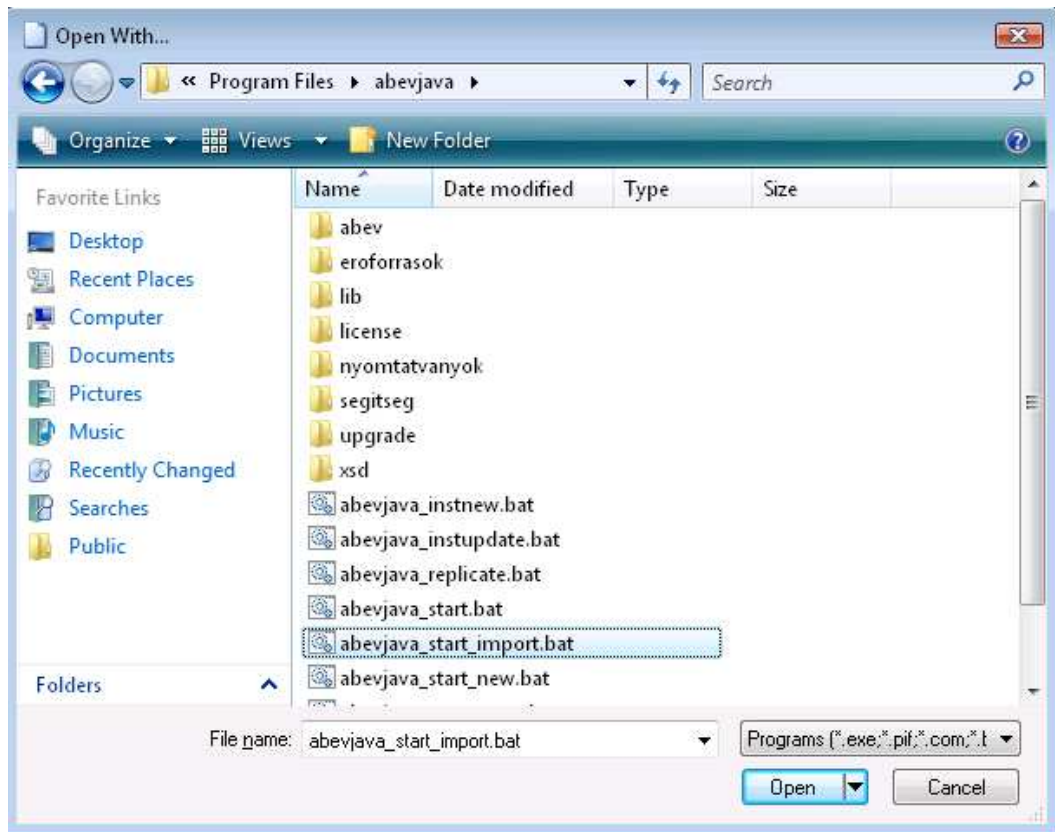 Open With...
« Program Files ▸ abevjava ▸ Search
Organize Views New Folder
Favorite Links
Desktop
Recent Places
Computer
Documents
Pictures
Music
Recently Changed
Searches
Public
Folders
Name Date modified Type Size
abev
eroforrasok
lib
license
nyomtatvanyok
segitseg
upgrade
xsd
abevjava_instnew.bat
abevjava_instupdate.bat
abevjava_replicate.bat
abevjava_start.bat
abevjava_start_import.bat
abevjava_start_new.bat
File name: abevjava_start_import.bat Programs (*.exe;*.pif;*.com;*.
Open Cancel